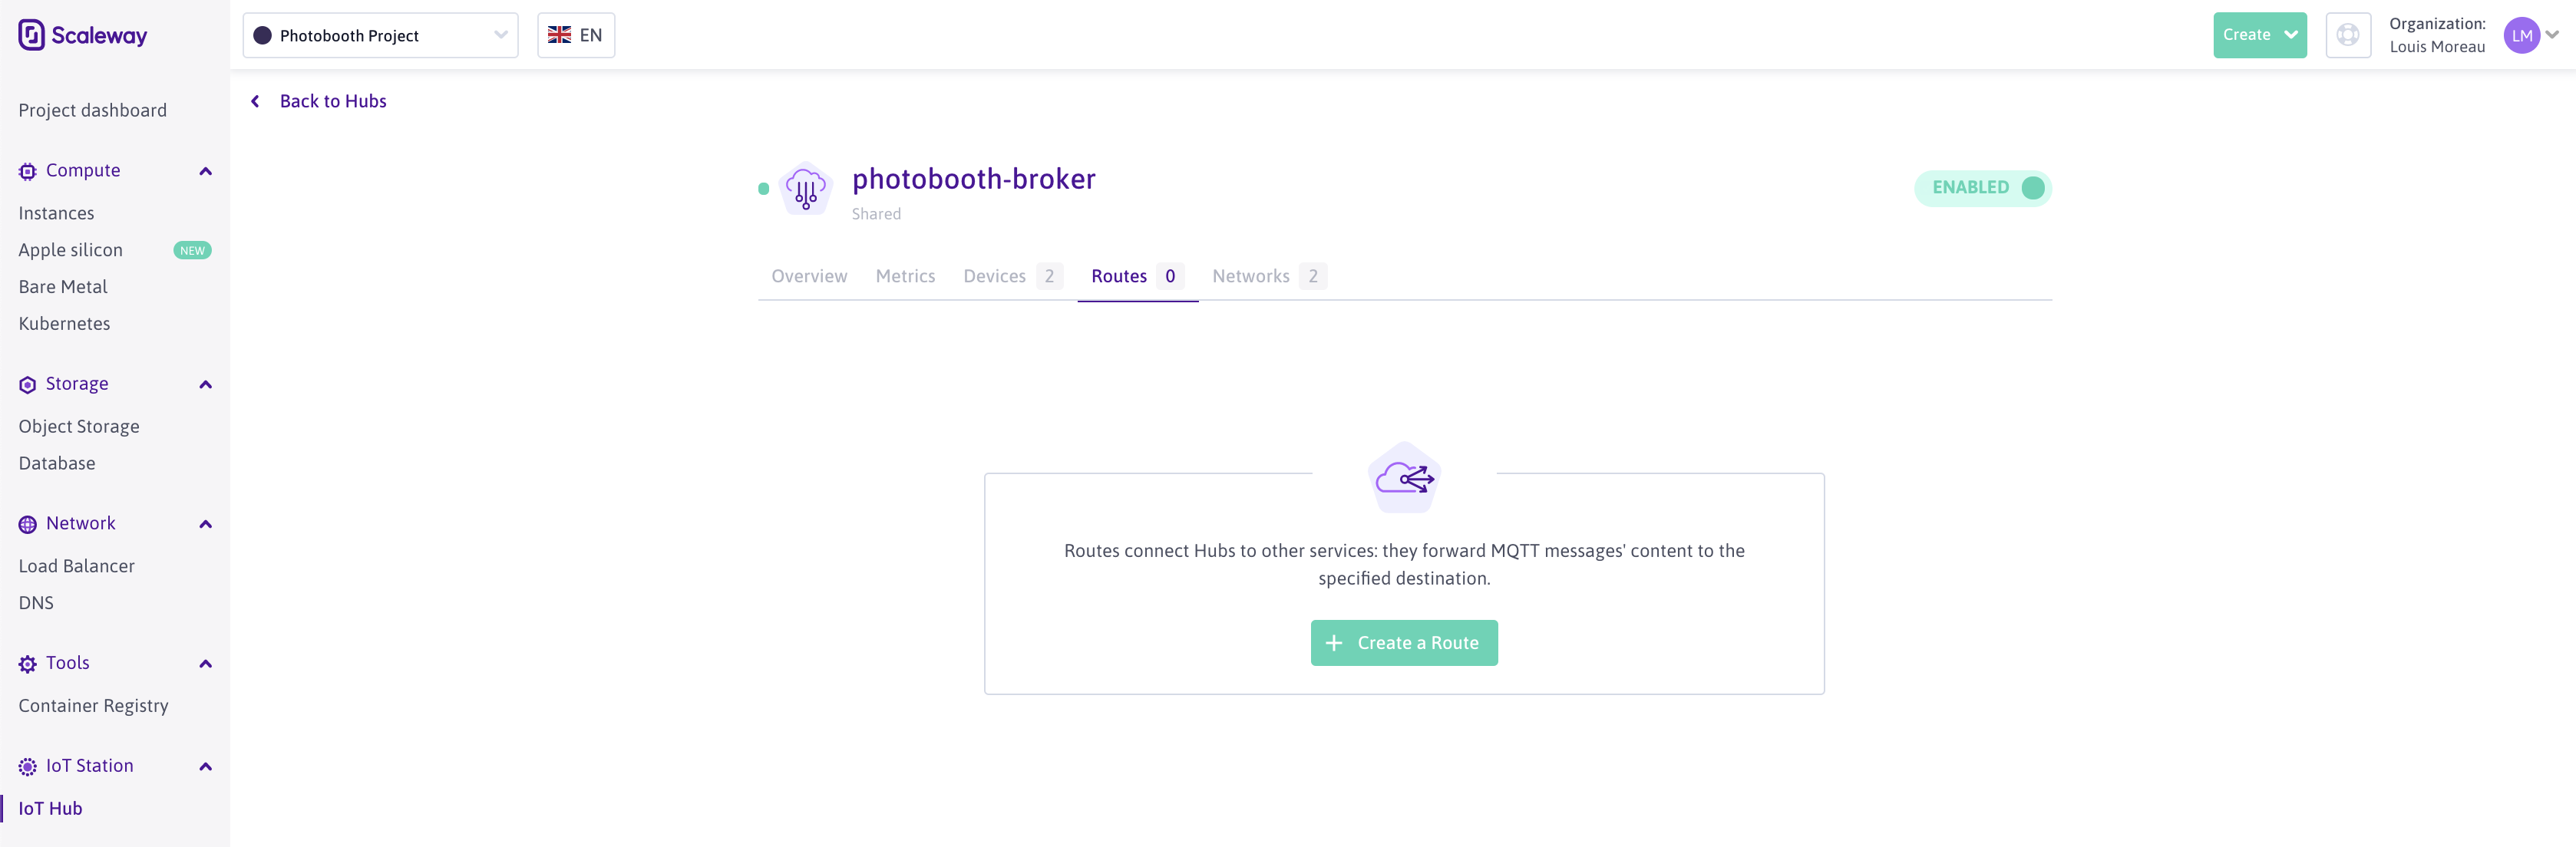 Scaleway
Photobooth Project
EN
Create
Organization:
Louis Moreau
LM
Project dashboard
Compute
Instances
Apple silicon NEW
Bare Metal
Kubernetes
Storage
Object Storage
Database
Network
Load Balancer
DNS
Tools
Container Registry
IoT Station
IoT Hub
Back to Hubs
photobooth-broker
Shared
ENABLED
Overview Metrics Devices 2 Routes 0 Networks 2
Routes connect Hubs to other services: they forward MQTT messages' content to the
specified destination.
+ Create a Route